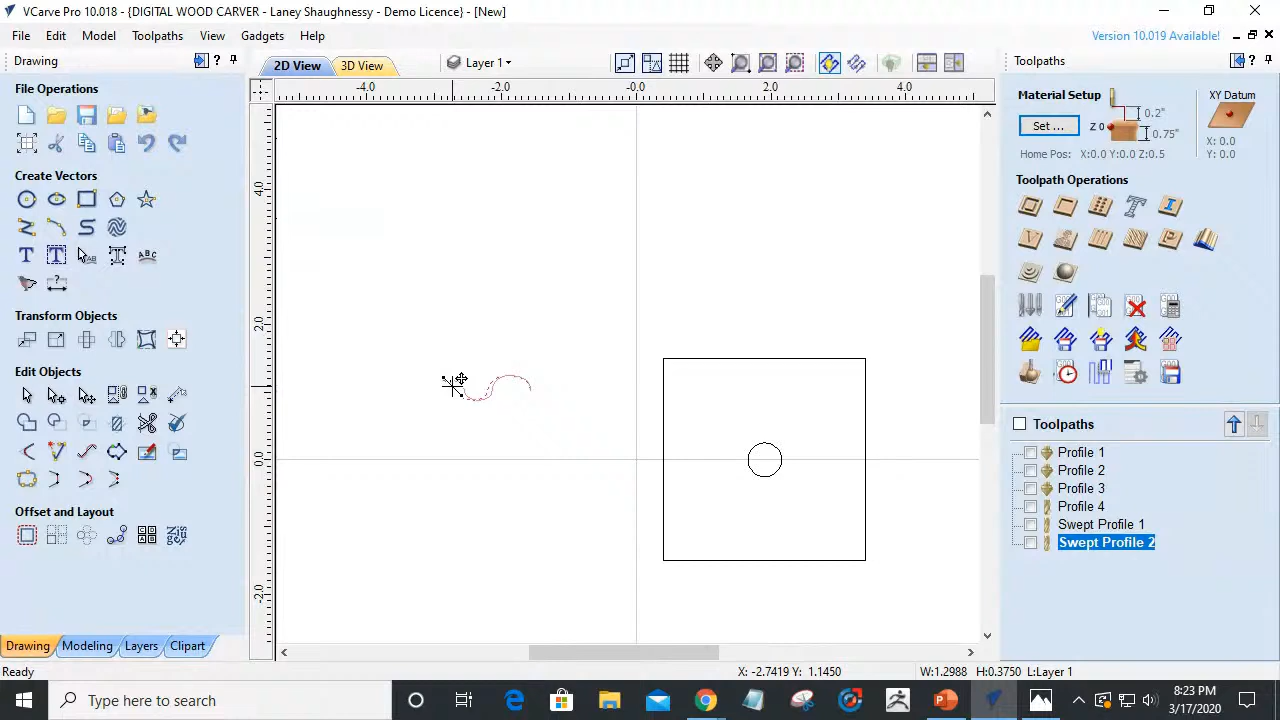 VCarve Pro 10.018 - {DIGITAL WOOD CARVER - Laney Shaughnessy - Demo Licence} - [New]
File Edit Model Toolpaths View Gadgets Help
Version 10.019 Available!
Drawing
2D View 3D View
Layer 1
Toolpaths
File Operations
-4.0 -2.0 -0.0 2.0 4.0
Material Setup
XY Datum
0.2"
Set ...
Z 0
0.75"
X: 0.0
Y: 0.0
Home Pos: X:0.0 Y:0.0 Z:0.5
Create Vectors
Toolpath Operations
4.0
2.0
0.0
-2.0
Transform Objects
Edit Objects
Offset and Layout
Toolpaths
Profile 1
Profile 2
Profile 3
Profile 4
Swept Profile 1
Swept Profile 2
Drawing Modeling Layers Clipart
Ready
X: -2.7419 Y: 1.1450
W:1.2988 H:0.3750 L:Layer 1
Type here to search
8:23 PM
3/17/2020